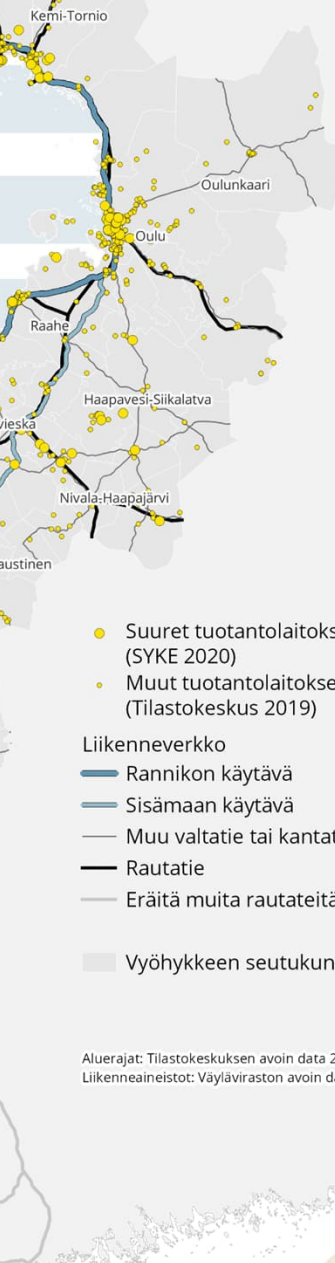 Kemi-Tornio
Oulunkaari
Oulu
Raahe
Haapavesi-Siikalatva
vieska
Nivala-Haapajärvi
austinen
Suuret tuotantolaitoks
(SYKE 2020)
Muut tuotantolaitokse
(Tilastokeskus 2019)
Liikenneverkko
Rannikon käytävä
Sisämaan käytävä
Muu valtatie tai kantat
Rautatie
Eräitä muita rautateitä
Vyöhykkeen seutukun
Aluerajat: Tilastokeskuksen avoin data 2
Liikenneaineistot: Väyläviraston avoin da